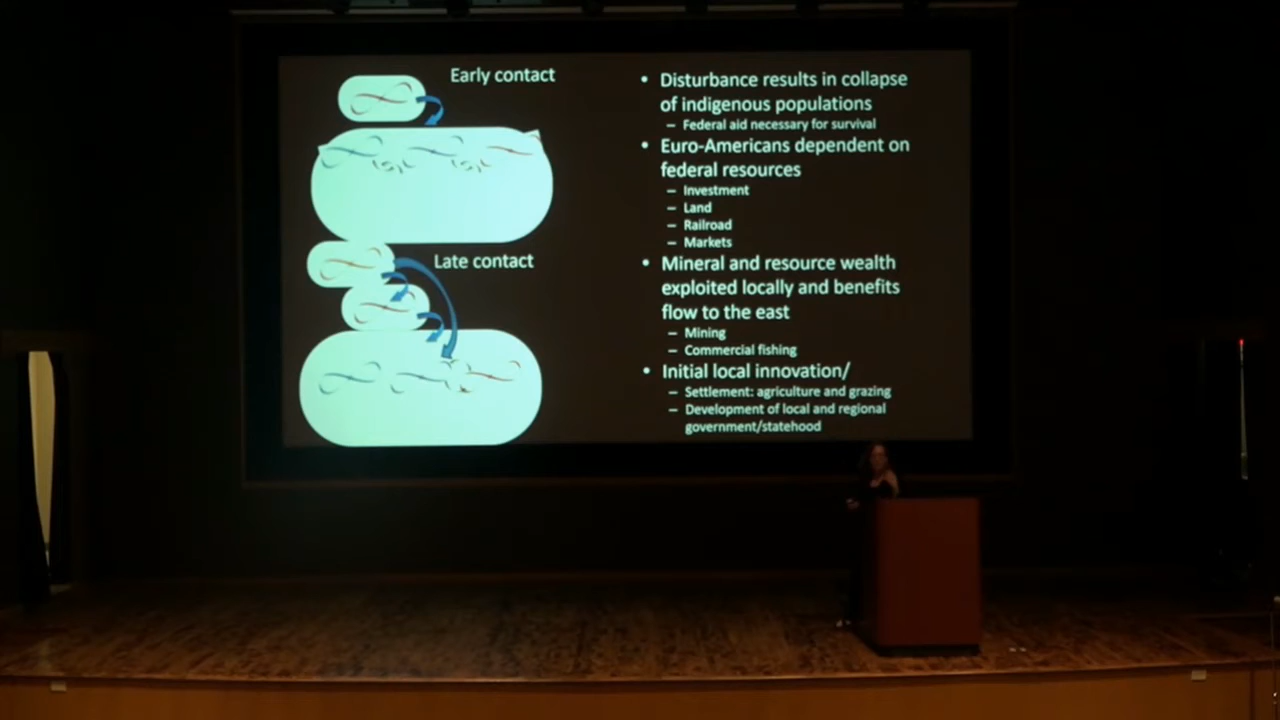 Early contact
Late contact
• Disturbance results in collapse
of indigenous populations
– Federal aid necessary for survival
• Euro-Americans dependent on
federal resources
– Investment
– Land
– Railroad
– Markets
• Mineral and resource wealth
exploited locally and benefits
flow to the east
– Mining
– Commercial fishing
• Initial local innovation/
– Settlement: agriculture and grazing
– Development of local and regional
government/statehood